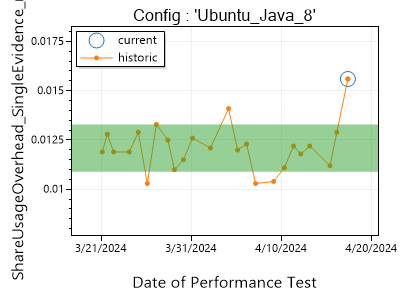 Config : 'Ubuntu_Java_8'
current
historic
0.0175
0.015
0.0125
0.01
ShareUsageOverhead_SingleEvidence_
3/21/2024
3/31/2024
4/10/2024
4/20/2024
Date of Performance Test